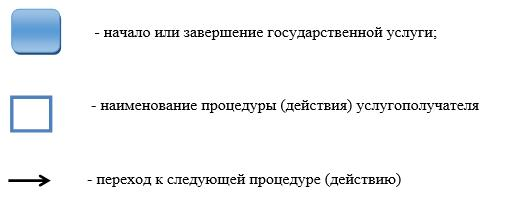 - начало или завершение государственной услуги;
- наименование процедуры (действия) услугополучателя
- переход к следующей процедуре (действию)